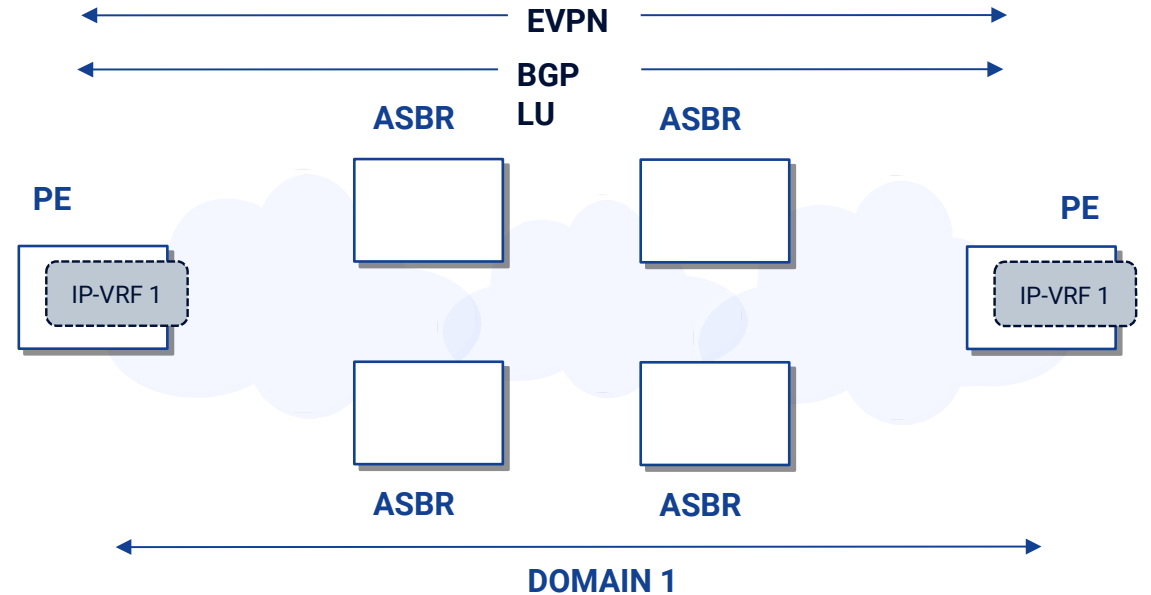 EVPN
BGP
LU
ASBR
ASBR
PE
PE
IP-VRF 1
IP-VRF 1
ASBR
ASBR
DOMAIN 1